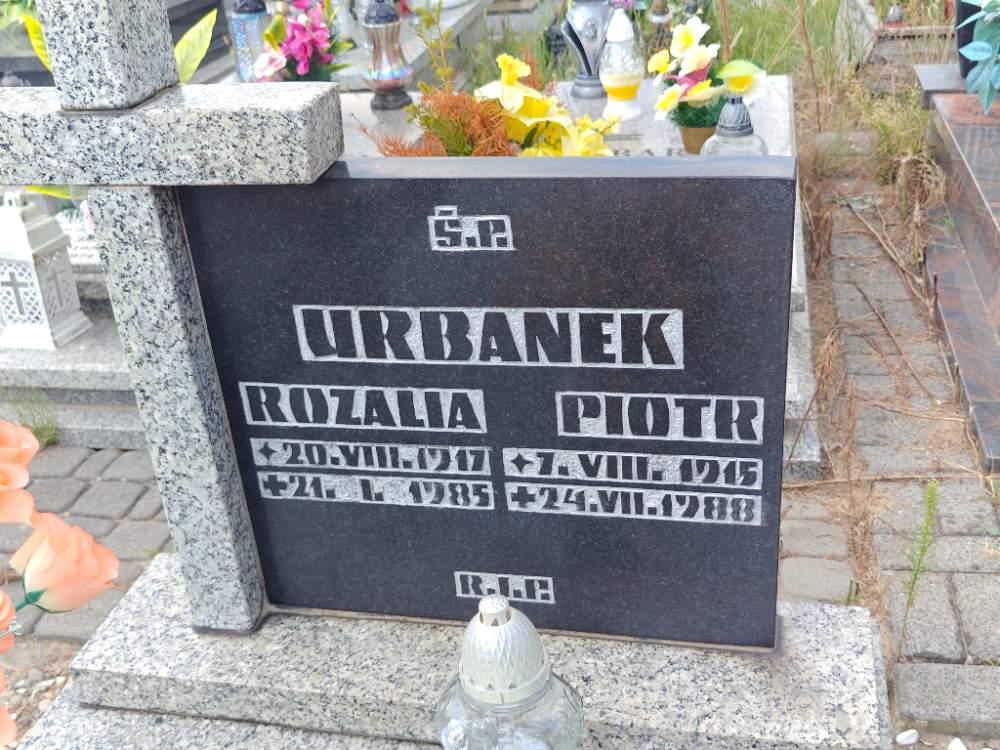 Ś.P.
URBANEK
ROZALIA PIOTR
20.VIII.1917 7. VIII. 1915
21. I. 1985 24.VII.1988
R.I.P.